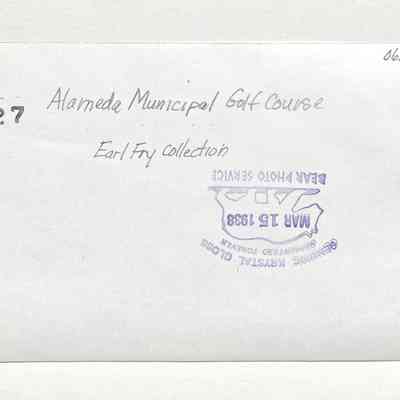 06
27
Alameda Municipal Golf Course
Earl Fry Collection
BEAR PHOTO SERVICE
MAR 15 1938
GUARANTEED FOREVER
GENUINE KRYSTAL GLOSS